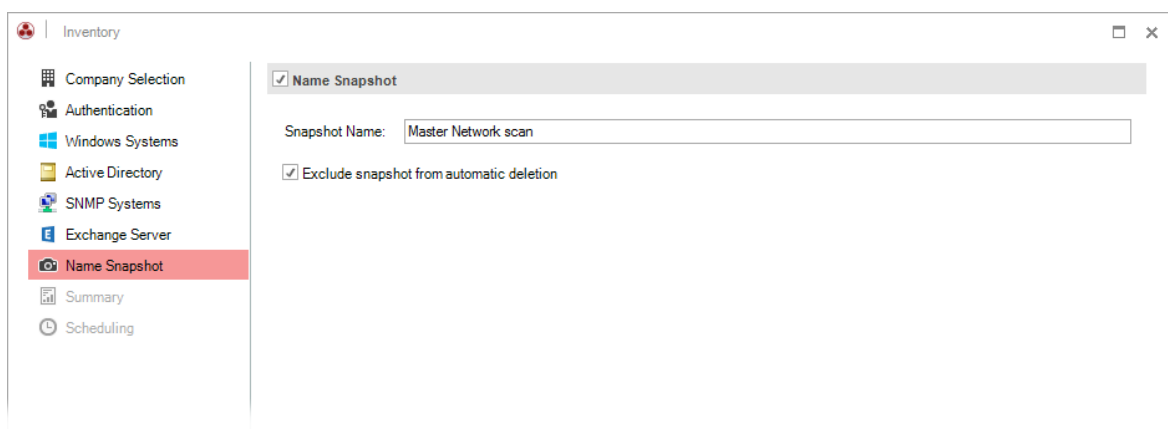 Inventory
Company Selection
Authentication
Windows Systems
Active Directory
SNMP Systems
Exchange Server
Name Snapshot
Summary
Scheduling
Name Snapshot
Snapshot Name: Master Network scan
Exclude snapshot from automatic deletion